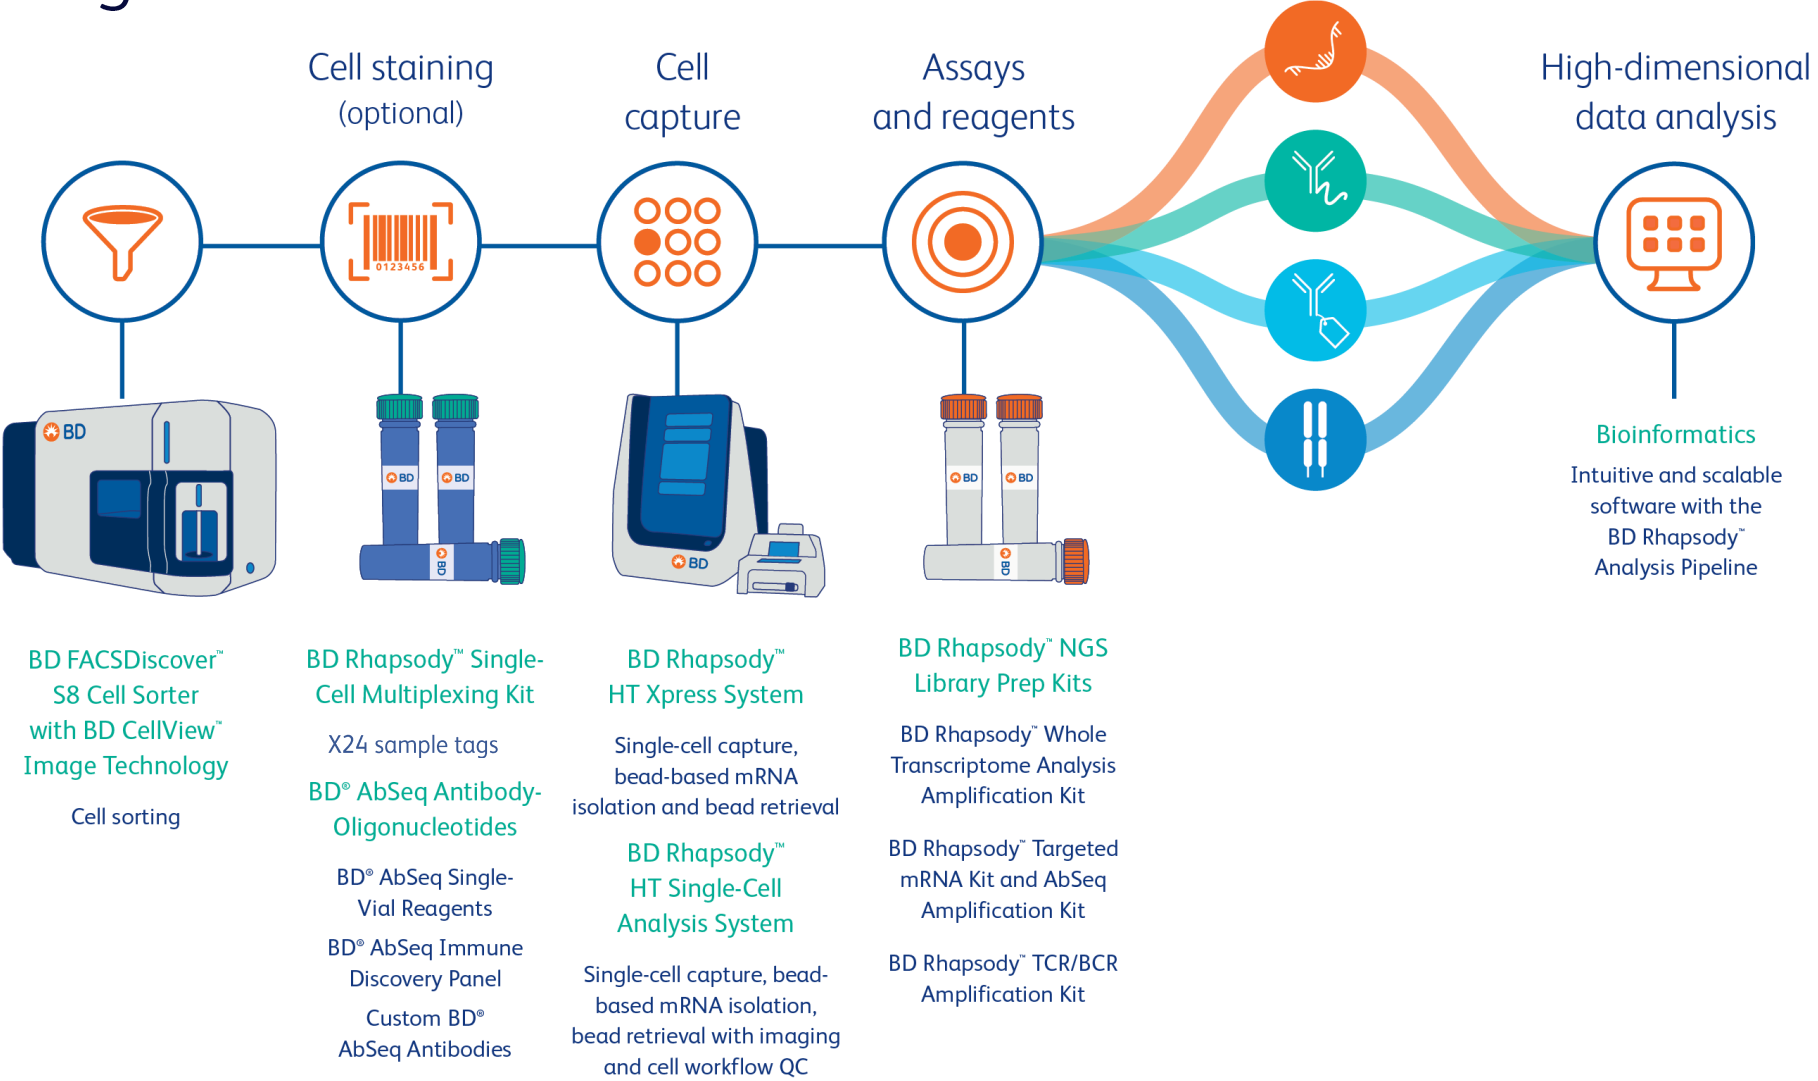 g
Cell staining
(optional)
Cell
capture
Assays
and reagents
High-dimensional
data analysis
0123456
BD
BD
BD
BD
BD
BD
BD
BD
Bioinformatics
Intuitive and scalable
software with the
BD Rhapsody™
Analysis Pipeline
BD FACSDiscover™
S8 Cell Sorter
with BD CellView™
Image Technology
Cell sorting
BD Rhapsody™ Single-
Cell Multiplexing Kit
X24 sample tags
BD® AbSeq Antibody-
Oligonucleotides
BD® AbSeq Single-
Vial Reagents
BD® AbSeq Immune
Discovery Panel
Custom BD®
AbSeq Antibodies
BD Rhapsody™
HT Xpress System
Single-cell capture,
bead-based mRNA
isolation and bead retrieval
BD Rhapsody™
HT Single-Cell
Analysis System
Single-cell capture, bead-
based mRNA isolation,
bead retrieval with imaging
and cell workflow QC
BD Rhapsody™ NGS
Library Prep Kits
BD Rhapsody™ Whole
Transcriptome Analysis
Amplification Kit
BD Rhapsody™ Targeted
mRNA Kit and AbSeq
Amplification Kit
BD Rhapsody™ TCR/BCR
Amplification Kit